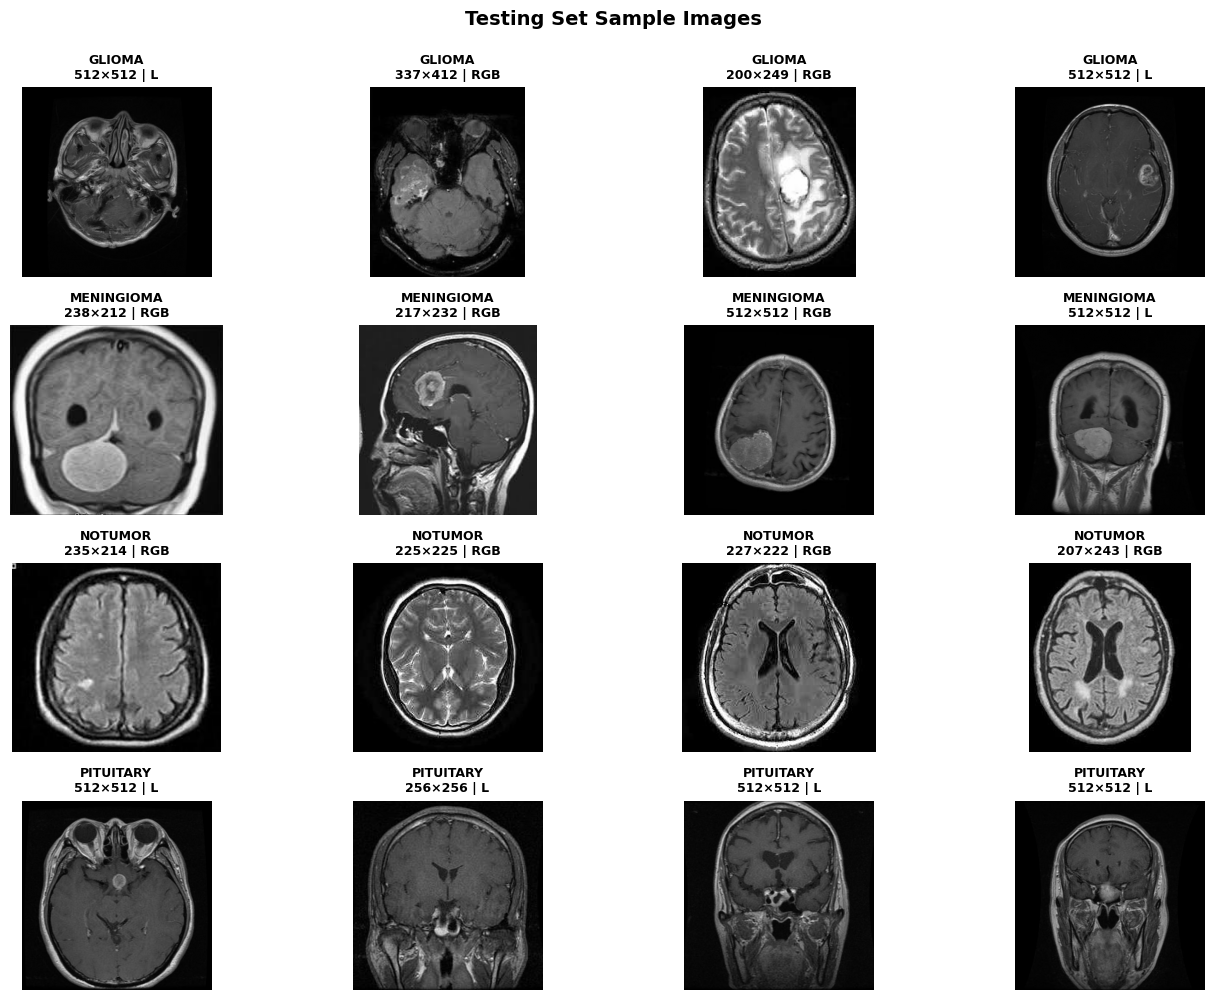 Testing Set Sample Images
GLIOMA
512×512 | L
GLIOMA
337×412 | RGB
GLIOMA
200×249 | RGB
GLIOMA
512×512 | L
MENINGIOMA
238×212 | RGB
MENINGIOMA
217×232 | RGB
MENINGIOMA
512×512 | RGB
MENINGIOMA
512×512 | L
NOTUMOR
235×214 | RGB
NOTUMOR
225×225 | RGB
NOTUMOR
227×222 | RGB
NOTUMOR
207×243 | RGB
PITUITARY
512×512 | L
PITUITARY
256×256 | L
PITUITARY
512×512 | L
PITUITARY
512×512 | L